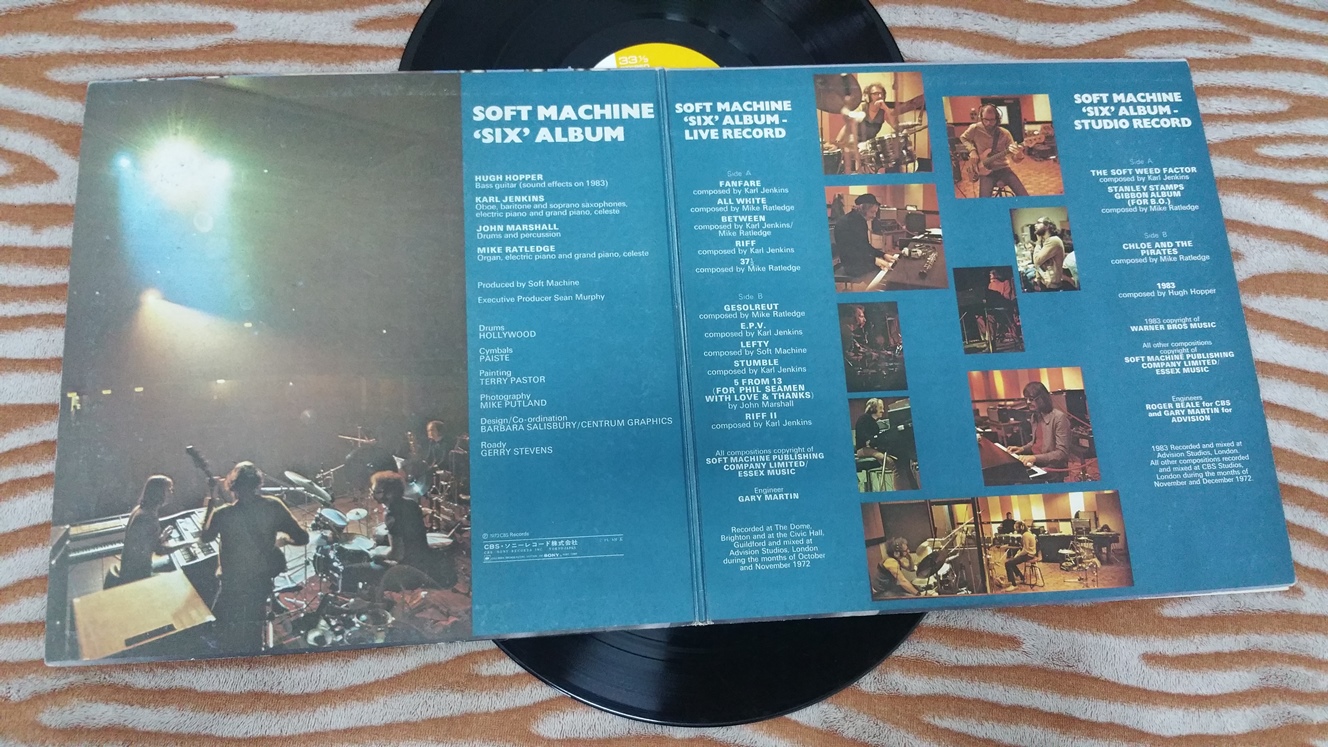 33⅓
SOFT MACHINE
‘SIX’ ALBUM
HUGH HOPPER
Bass guitar (sound effects on 1983)
KARL JENKINS
Oboe, baritone and soprano saxophones,
electric piano and grand piano, celeste
JOHN MARSHALL
Drums and percussion
MIKE RATLEDGE
Organ, electric piano and grand piano, celeste
Produced by Soft Machine
Executive Producer Sean Murphy
Drums
HOLLYWOOD
Cymbals
PAISTE
Painting
TERRY PASTOR
Photography
MIKE PUTLAND
Design/Co-ordination
BARBARA SALISBURY/CENTRUM GRAPHICS
Roady
GERRY STEVENS
Ⓟ 1973 CBS Records
CBS・ソニーレコード株式会社
SOFT MACHINE
‘SIX’ ALBUM –
LIVE RECORD
Side A
FANFARE
composed by Karl Jenkins
ALL WHITE
composed by Mike Ratledge
BETWEEN
composed by Karl Jenkins/
Mike Ratledge
RIFF
composed by Karl Jenkins
37½
composed by Mike Ratledge
Side B
GESOLREUT
composed by Mike Ratledge
E.P.V.
composed by Karl Jenkins
LEFTY
composed by Soft Machine
STUMBLE
composed by Karl Jenkins
5 FROM 13
(FOR PHIL SEAMEN
WITH LOVE & THANKS)
by John Marshall
RIFF II
composed by Karl Jenkins
All compositions copyright of
SOFT MACHINE PUBLISHING
COMPANY LIMITED/
ESSEX MUSIC
Engineer
GARY MARTIN
Recorded at The Dome,
Brighton and at the Civic Hall,
Guildford and mixed at
Advision Studios, London
during the months of October
and November 1972
SOFT MACHINE
‘SIX’ ALBUM –
STUDIO RECORD
Side A
THE SOFT WEED FACTOR
composed by Karl Jenkins
STANLEY STAMPS
GIBBON ALBUM
(FOR B.O.)
composed by Mike Ratledge
Side B
CHLOE AND THE
PIRATES
composed by Mike Ratledge
1983
composed by Hugh Hopper
1983 copyright of
WARNER BROS MUSIC
All other compositions
copyright of
SOFT MACHINE PUBLISHING
COMPANY LIMITED/
ESSEX MUSIC
Engineers
ROGER BEALE for CBS
and GARY MARTIN for
ADVISION
1983 Recorded and mixed at
Advision Studios, London.
All other compositions recorded
and mixed at CBS Studios,
London during the months of
November and December 1972.